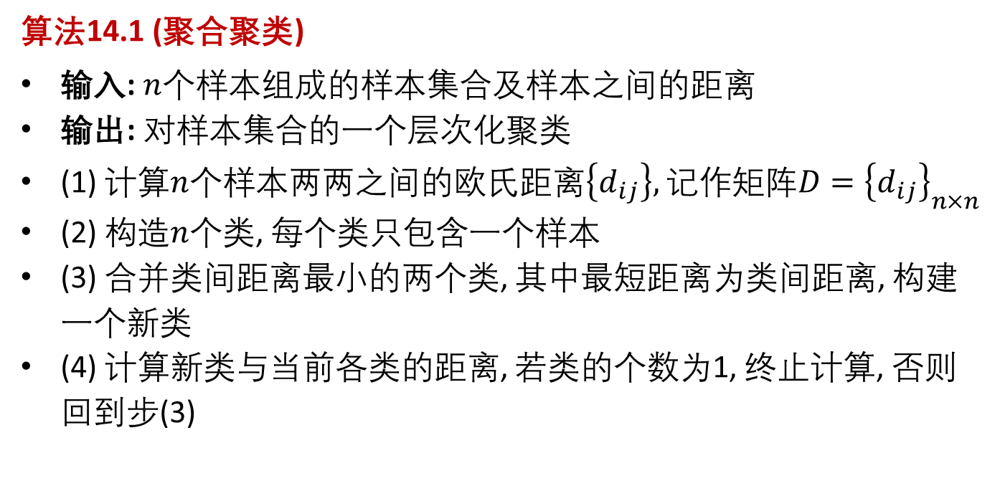 算法14.1 (聚合聚类)
• 输入: n个样本组成的样本集合及样本之间的距离
• 输出: 对样本集合的一个层次化聚类
• (1) 计算n个样本两两之间的欧氏距离{d_{ij}}, 记作矩阵D = {d_{ij}}_{n×n}
• (2) 构造n个类, 每个类只包含一个样本
• (3) 合并类间距离最小的两个类, 其中最短距离为类间距离, 构建
一个新类
• (4) 计算新类与当前各类的距离, 若类的个数为1, 终止计算, 否则
回到步(3)